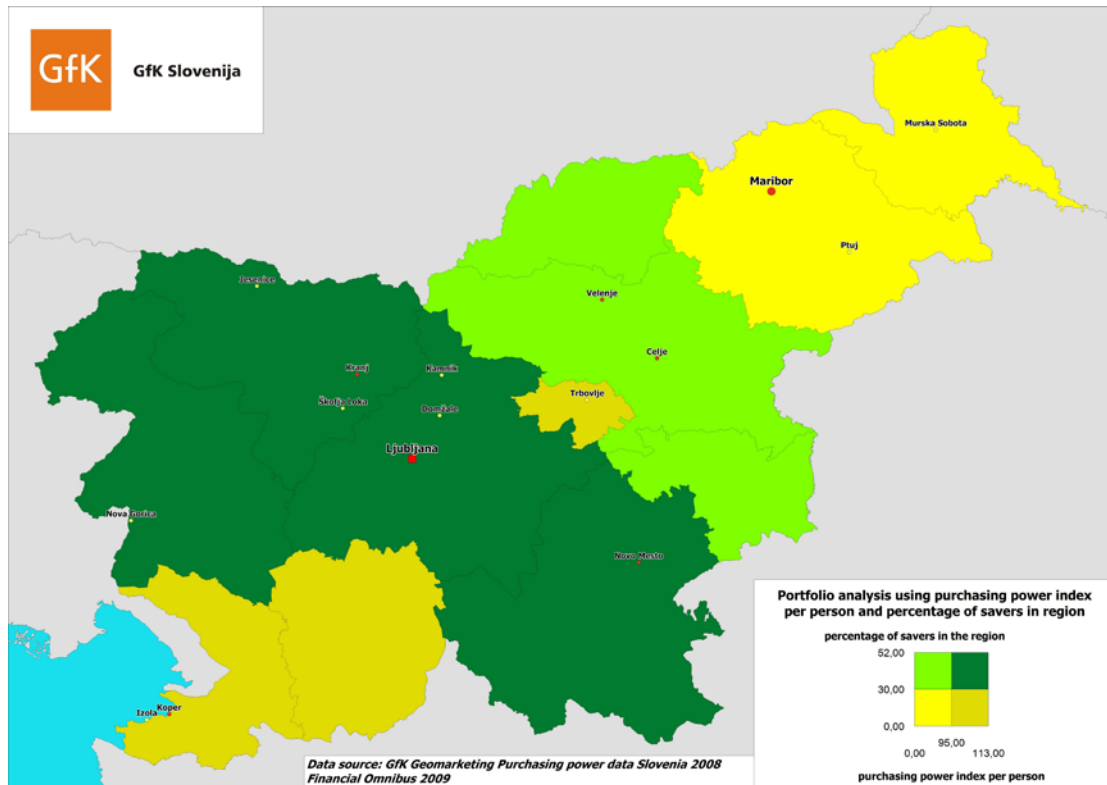 GfK
GfK Slovenija
Murska Sobota
Maribor
Ptuj
Jesenice
Velenje
Celje
Kranj
Kamnik
Trbovlje
Škofja Loka
Domžale
Ljubljana
Nova Gorica
Novo Mesto
Izola
Koper
Portfolio analysis using purchasing power index
per person and percentage of savers in region
percentage of savers in the region
52,00
30,00
0,00
95,00
0,00 113,00
purchasing power index per person
Data source: GfK Geomarketing Purchasing power data Slovenia 2008
Financial Omnibus 2009